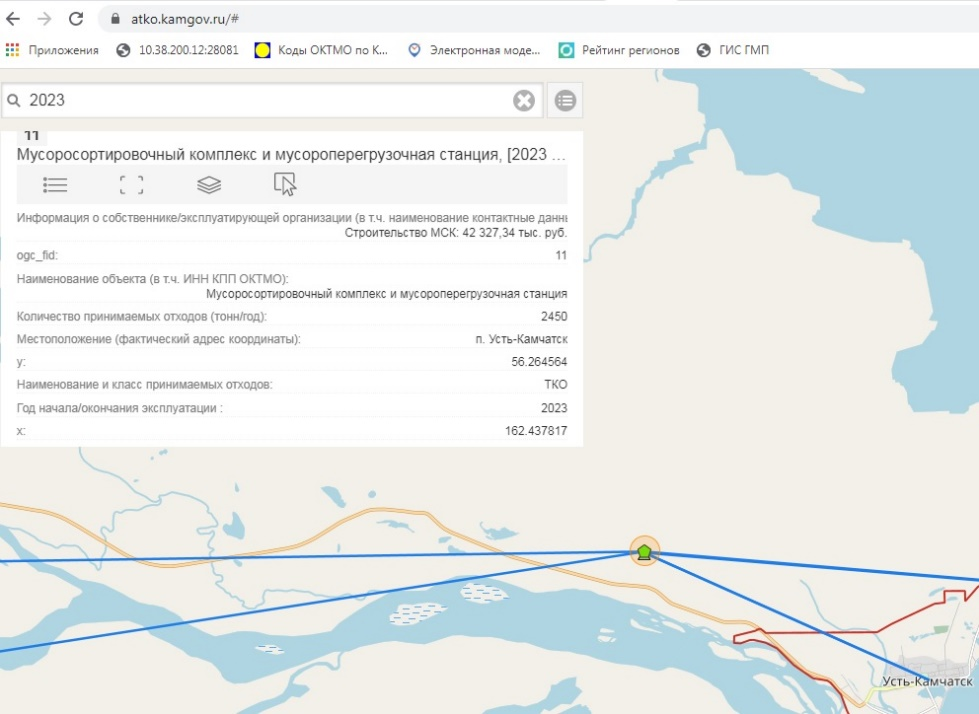 atko.kamgov.ru/#
Приложения 10.38.200.12:28081 Коды ОКТМО по К... Электронная моде... Рейтинг регионов ГИС ГМП
2023
11
Мусоросортировочный комплекс и мусороперегрузочная станция, [2023 ...
Информация о собственнике/эксплуатирующей организации (в т.ч. наименование контактные данн
Строительство МСК: 42 327,34 тыс. руб.
ogc_fid: 11
Наименование объекта (в т.ч. ИНН КПП ОКТМО):
Мусоросортировочный комплекс и мусороперегрузочная станция
Количество принимаемых отходов (тонн/год): 2450
Местоположение (фактический адрес координаты): п. Усть-Камчатск
y: 56.264564
Наименование и класс принимаемых отходов: ТКО
Год начала/окончания эксплуатации : 2023
x: 162.437817
Усть-Камчатск